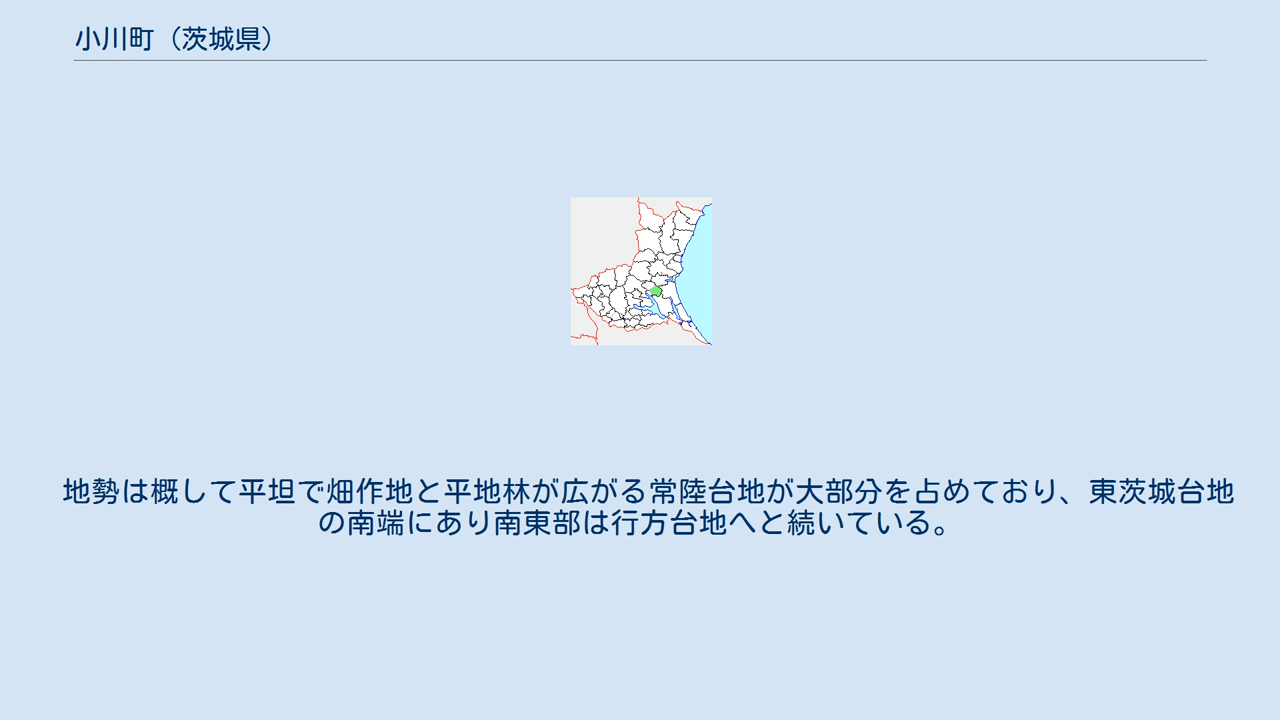 小川町（茨城県）
地勢は概して平坦で畑作地と平地林が広がる常陸台地が大部分を占めており、東茨城台地
の南端にあり南東部は行方台地へと続いている。